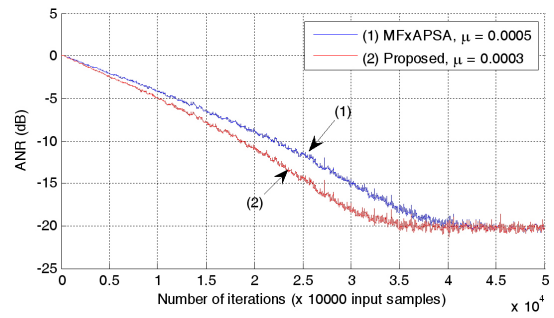 5
(1) MFxAPSA, μ = 0.0005
(2) Proposed, μ = 0.0003
0
-5
-10
-15
-20
-25
ANR (dB)
(1)
(2)
0 0.5 1 1.5 2 2.5 3 3.5 4 4.5 5
Number of iterations (x 10000 input samples)
x 10^4